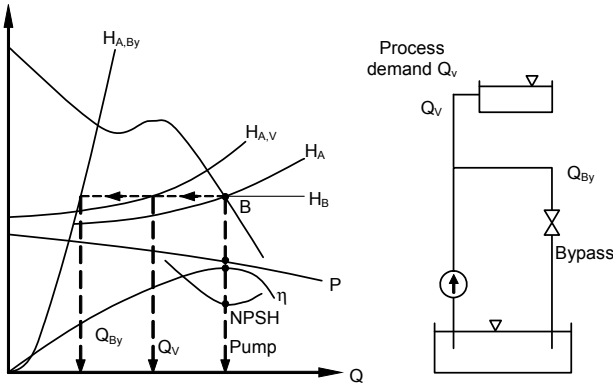 H_A,By
H_A,V
H_A
B
H_B
P
η
NPSH
Q_By
Q_V
Pump
Q
Process
demand Q_v
Q_V
Q_By
Bypass